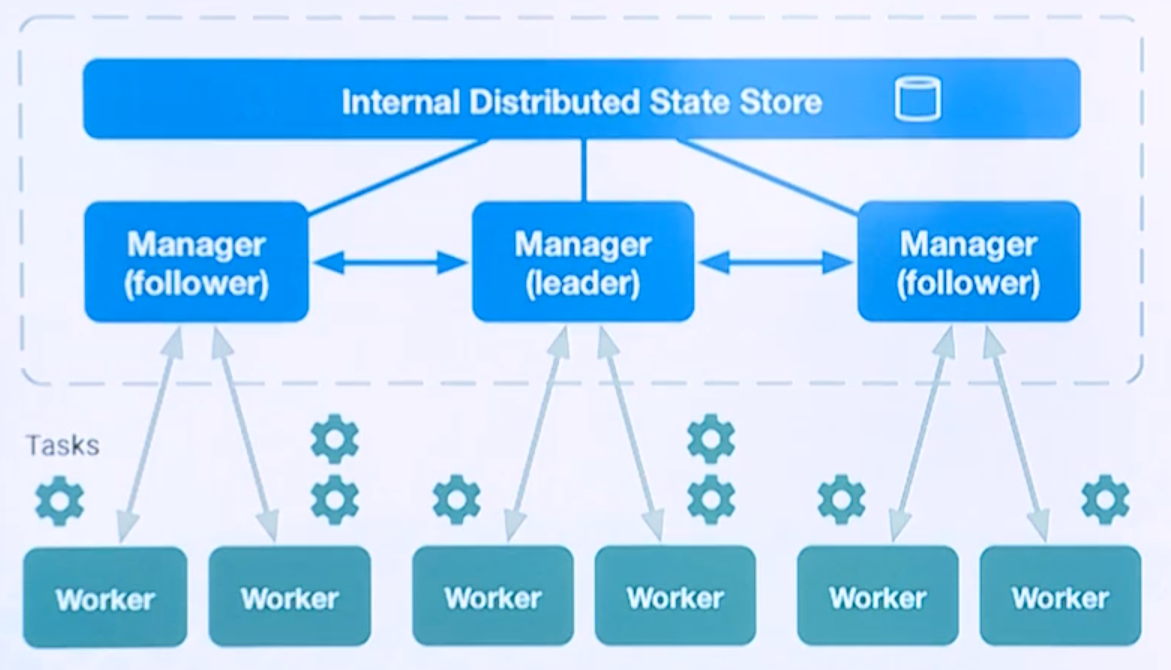 Internal Distributed State Store
Manager
(follower)
Manager
(leader)
Manager
(follower)
Tasks
Worker
Worker
Worker
Worker
Worker
Worker